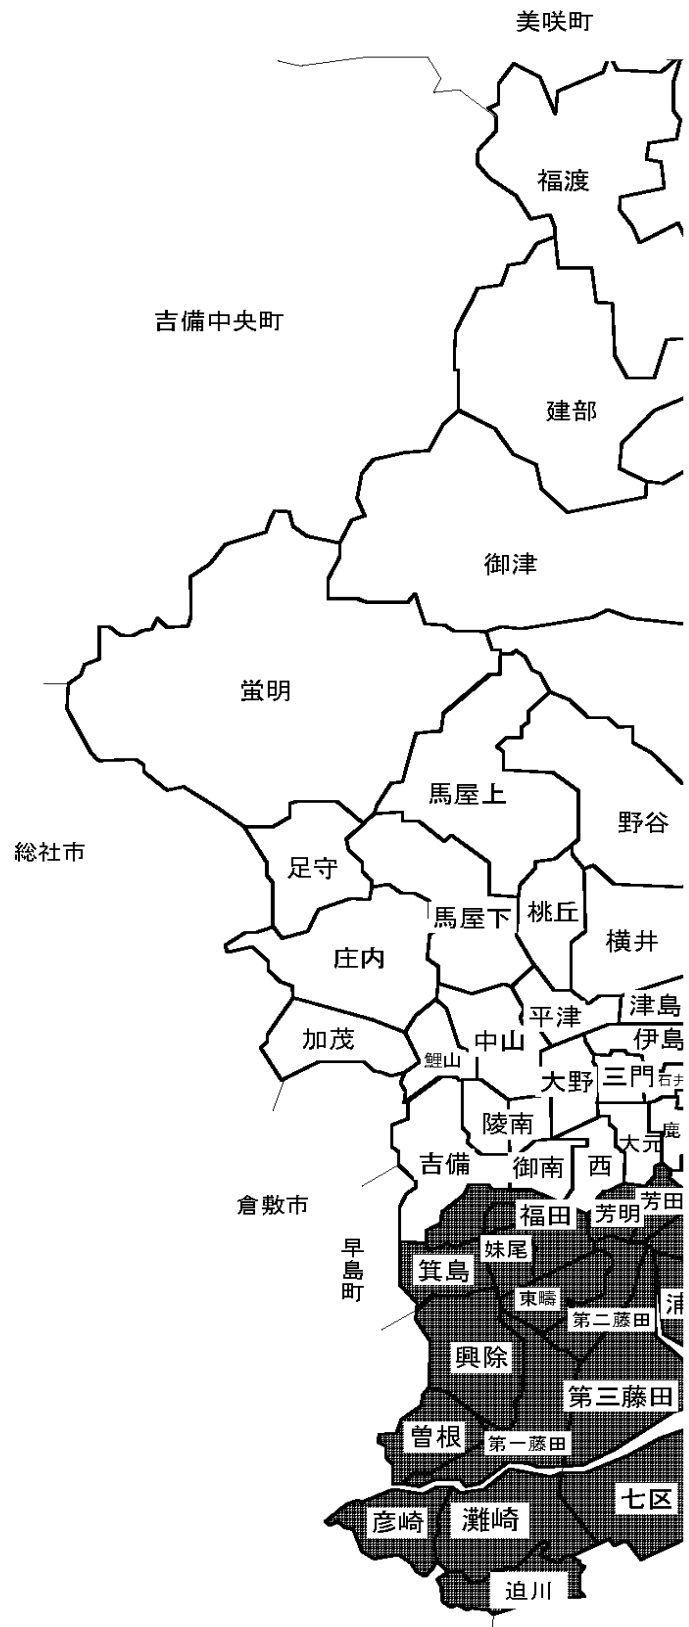 美咲町
福渡
吉備中央町
建部
御津
蛍明
馬屋上
野谷
総社市
足守
馬屋下
桃丘
横井
庄内
津島
平津
加茂
中山
伊島
鯉山
大野
三門
石井
陵南
大元
鹿
吉備
御南
西
倉敷市
芳田
福田
芳明
早島町
妹尾
箕島
東疇
浦
第二藤田
興除
第三藤田
曽根
第一藤田
七区
彦崎
灘崎
迫川